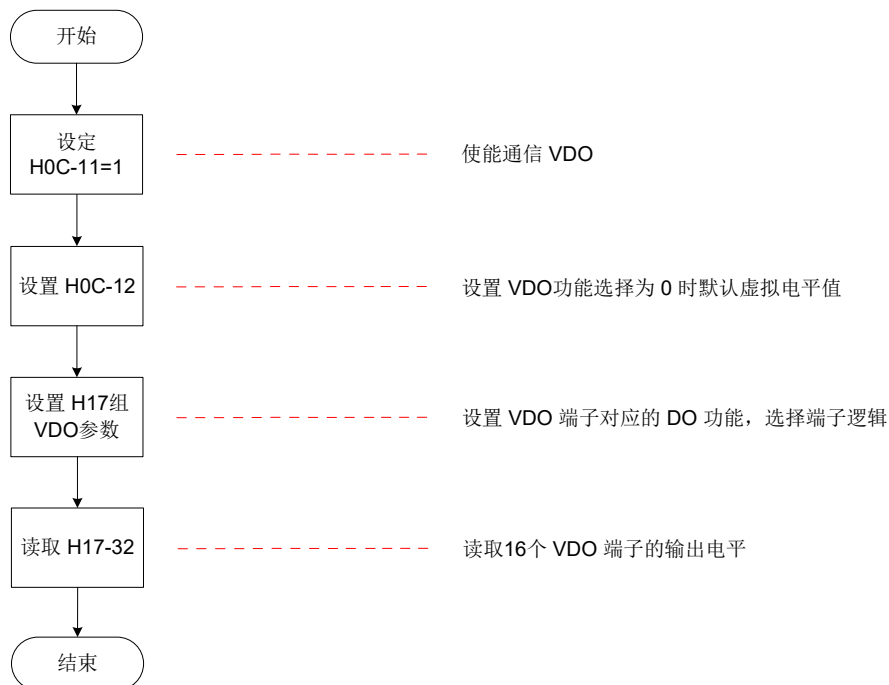 开始
设定
H0C-11=1
使能通信 VDO
设置 H0C-12
设置 VDO功能选择为 0 时默认虚拟电平值
设置 H17组
VDO参数
设置 VDO 端子对应的 DO 功能，选择端子逻辑
读取 H17-32
读取16个 VDO 端子的输出电平
结束